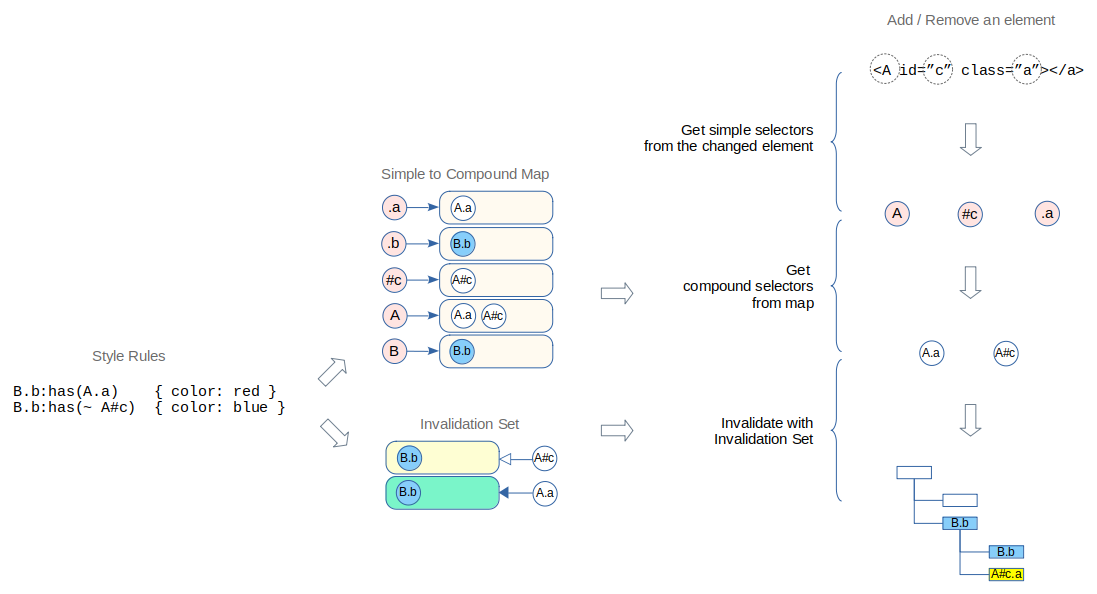 Add / Remove an element
<A id=”c” class=”a”></a>
Get simple selectors
from the changed element
A
#c
.a
Simple to Compound Map
.a
A.a
.b
B.b
#c
A#c
A
A.a
A#c
B
B.b
Get
compound selectors
from map
A.a
A#c
Style Rules
B.b:has(A.a) { color: red }
B.b:has(~ A#c) { color: blue }
Invalidation Set
B.b
A#c
B.b
A.a
Invalidate with
Invalidation Set
B.b
B.b
A#c.a